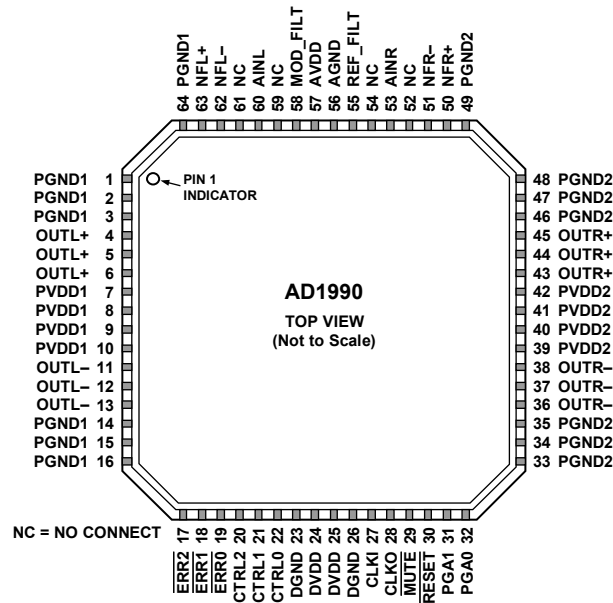 64 PGND1
63 NFL+
62 NFL–
61 NC
60 AINL
59 NC
58 MOD_FILT
57 AVDD
56 AGND
55 REF_FILT
54 NC
53 AINR
52 NC
51 NFR–
50 NFR+
49 PGND2
PGND1 1
PGND1 2
PGND1 3
OUTL+ 4
OUTL+ 5
OUTL+ 6
PVDD1 7
PVDD1 8
PVDD1 9
PVDD1 10
OUTL– 11
OUTL– 12
OUTL– 13
PGND1 14
PGND1 15
PGND1 16
PIN 1
INDICATOR
AD1990
TOP VIEW
(Not to Scale)
48 PGND2
47 PGND2
46 PGND2
45 OUTR+
44 OUTR+
43 OUTR+
42 PVDD2
41 PVDD2
40 PVDD2
39 PVDD2
38 OUTR–
37 OUTR–
36 OUTR–
35 PGND2
34 PGND2
33 PGND2
NC = NO CONNECT
ERR2 17
ERR1 18
ERR0 19
CTRL2 20
CTRL1 21
CTRL0 22
DGND 23
DVDD 24
DVDD 25
DGND 26
CLKI 27
CLKO 28
MUTE 29
RESET 30
PGA1 31
PGA0 32